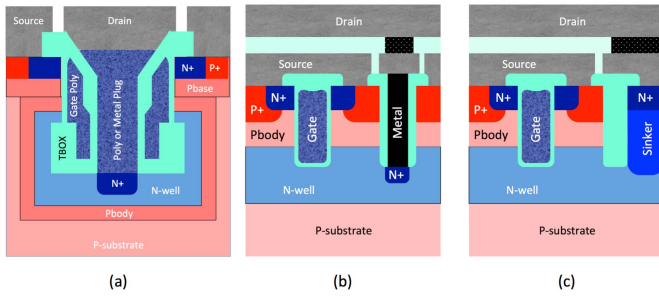 Source
Drain
N+
P+
Gate Poly
Poly or Metal Plug
Pbase
TBOX
N+
N-well
Pbody
P-substrate
(a)
Drain
Source
P+
N+
Gate
Metal
Pbody
N+
N-well
P-substrate
(b)
Drain
Source
P+
N+
N+
Gate
Sinker
Pbody
N-well
P-substrate
(c)